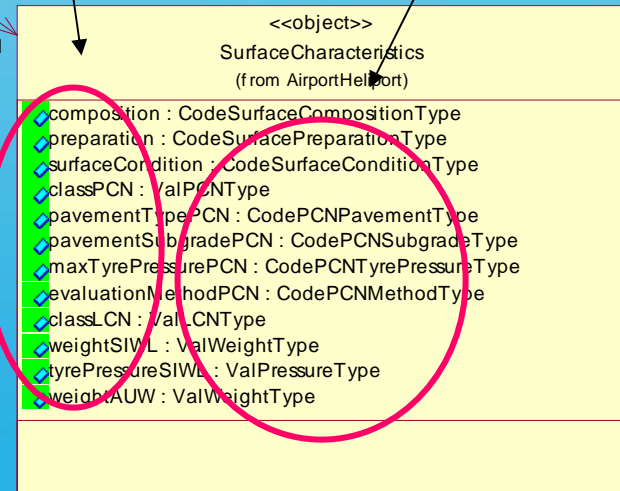 <<object>>
SurfaceCharacteristics
(from AirportHeliport)
composition : CodeSurfaceCompositionType
preparation : CodeSurfacePreparationType
surfaceCondition : CodeSurfaceConditionType
classPCN : ValPCNType
pavementTypePCN : CodePCNPavementType
pavementSubgradePCN : CodePCNSubgradeType
maxTyrePressurePCN : CodePCNTyrePressureType
evaluationMethodPCN : CodePCNMethodType
classLCN : ValLCNType
weightSIWL : ValWeightType
tyrePressureSIWL : ValPressureType
weightAUW : ValWeightType